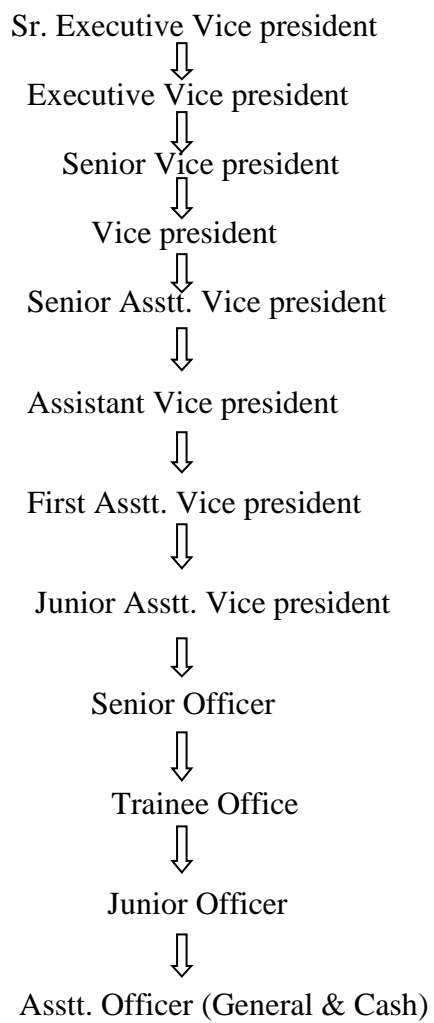 Sr. Executive Vice president
Executive Vice president
Senior Vice president
Vice president
Senior Asstt. Vice president
Assistant Vice president
First Asstt. Vice president
Junior Asstt. Vice president
Senior Officer
Trainee Office
Junior Officer
Asstt. Officer (General & Cash)